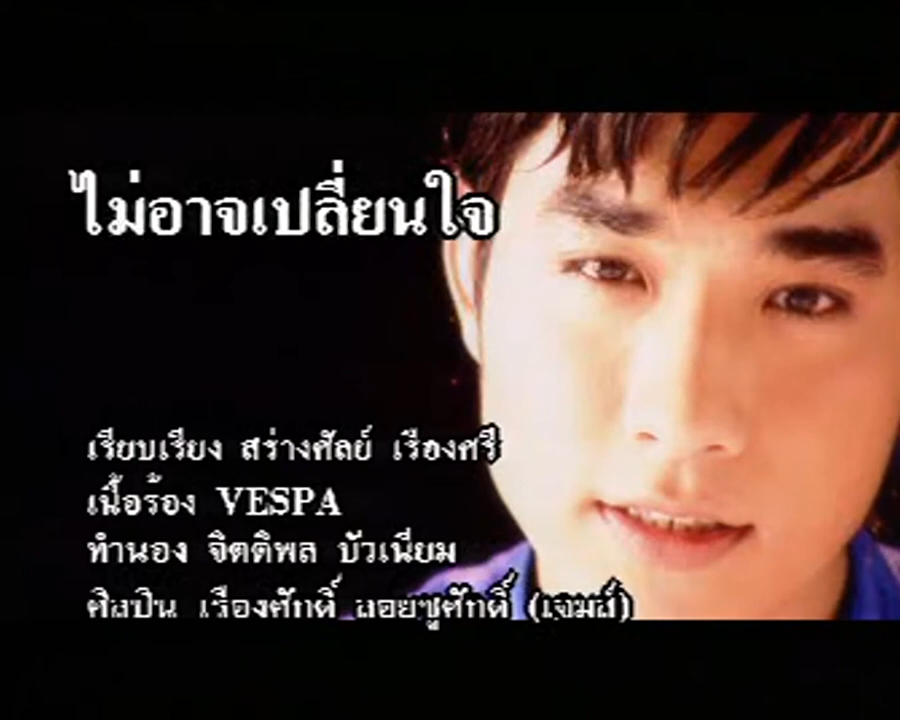 ไม่อาจเปลี่ยนใจ
เรียบเรียง สร่างศัลย์ เรืองศรี
เนื้อร้อง VESPA
ทำนอง จิตติพล บัวเนียม
ศิลปิน เรืองศักดิ์ ลอยชูศักดิ์ (เจมส์)